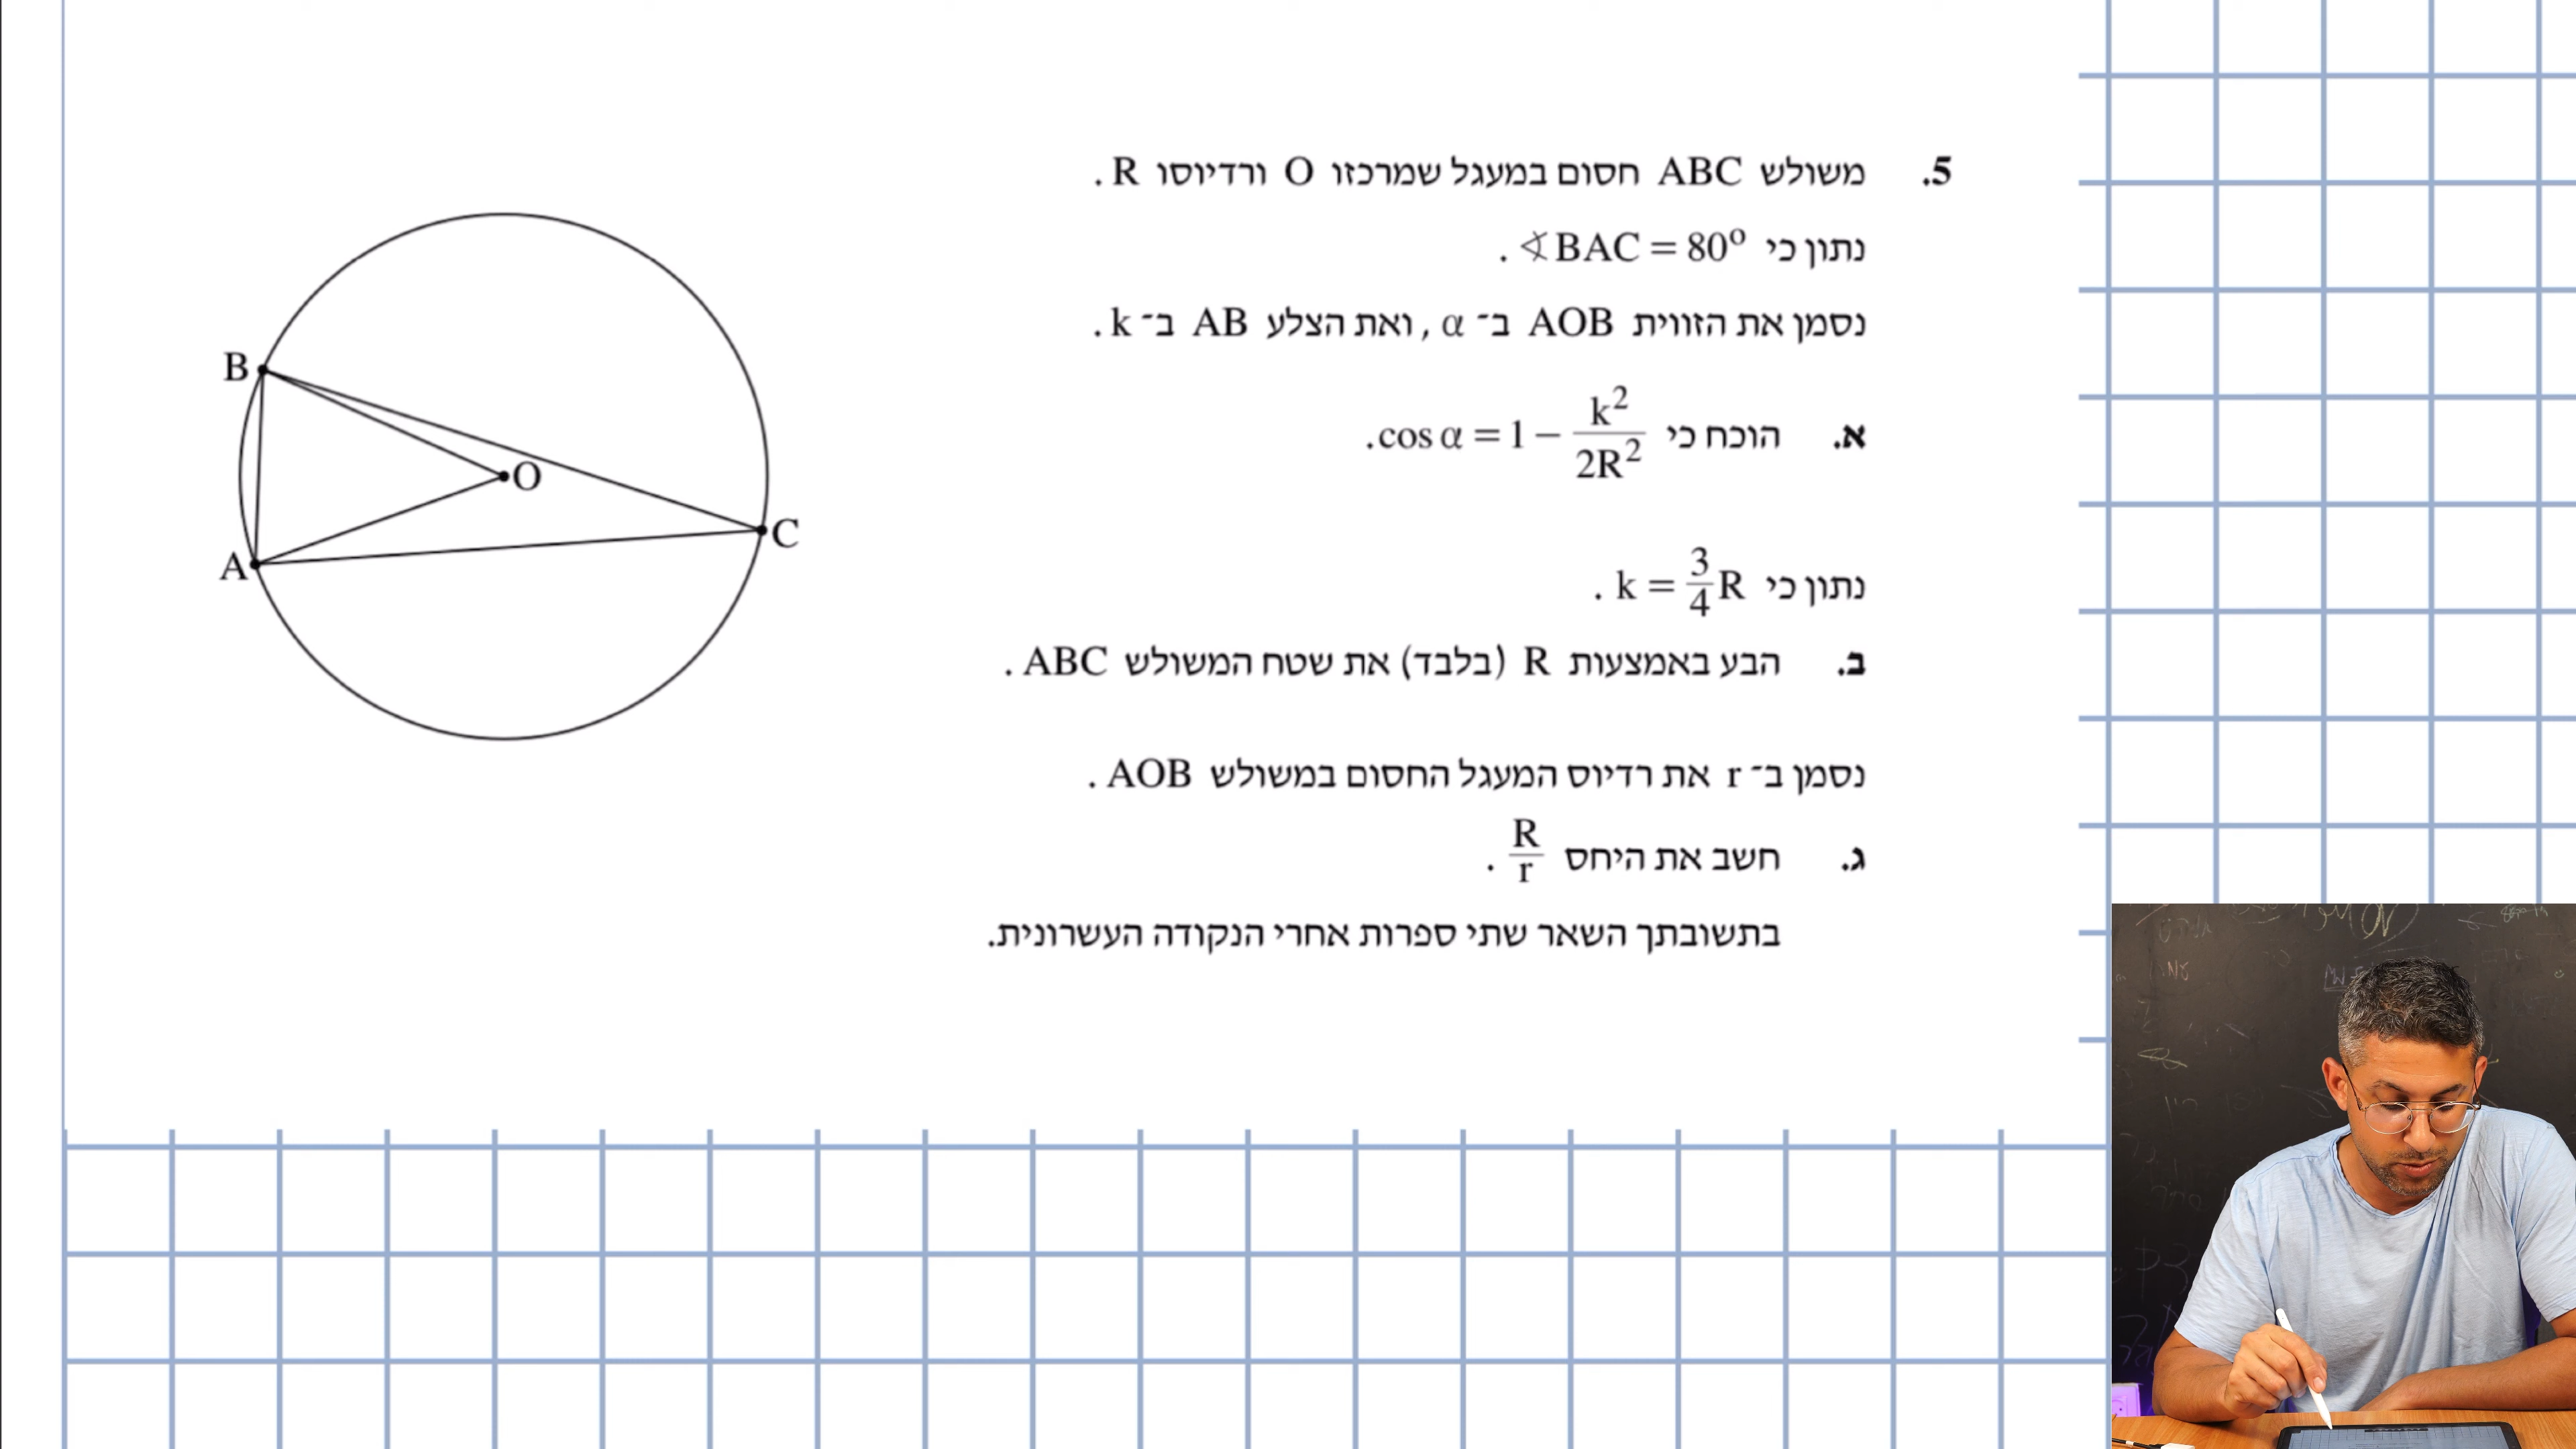 5. משולש ABC חסום במעגל שמרכזו O ורדיוסו R .
נתון כי ∢BAC = 80° .
נסמן את הזווית AOB ב־ α , ואת הצלע AB ב־ k .
א. הוכח כי cos α = 1 − k²/2R² .
נתון כי k = 3/4 R .
ב. הבע באמצעות R (בלבד) את שטח המשולש ABC .
נסמן ב־ r את רדיוס המעגל החסום במשולש AOB .
ג. חשב את היחס R/r .
בתשובתך השאר שתי ספרות אחרי הנקודה העשרונית.
B
O
C
A